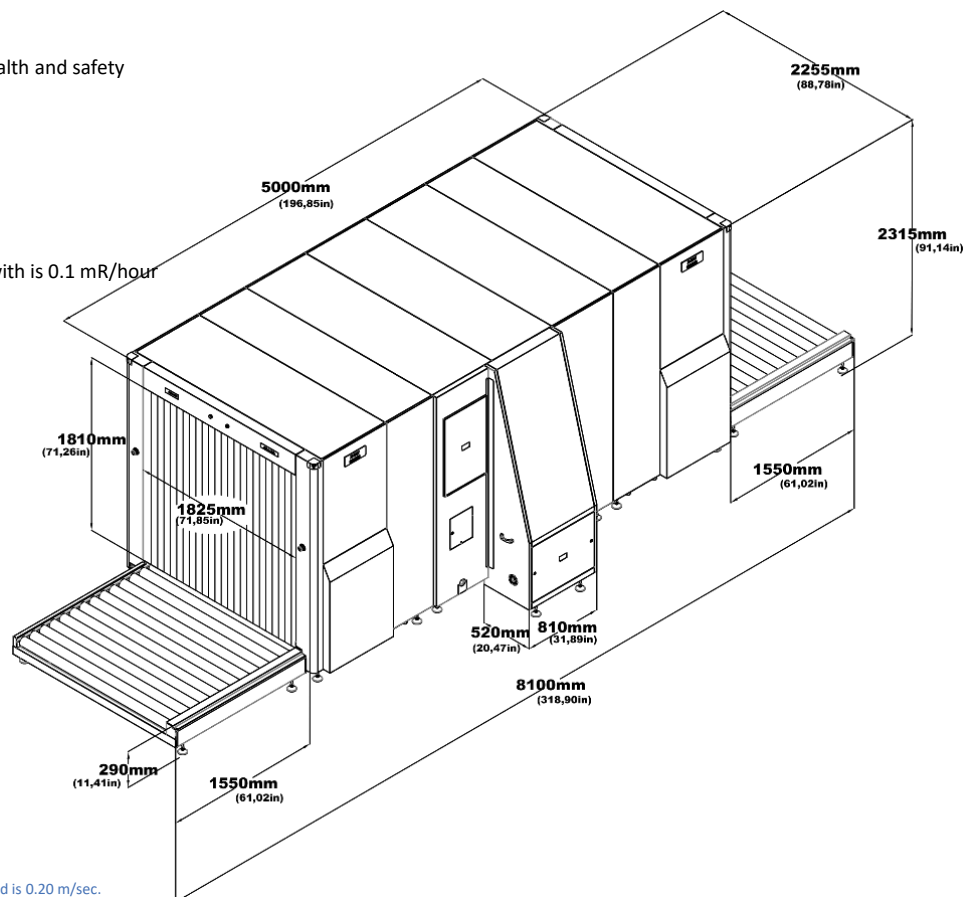 alth and safety
2255mm
(88,78in)
5000mm
(196,85in)
2315mm
(91,14in)
with is 0.1 mR/hour
1810mm
(71,26in)
1825mm
(71,85in)
1550mm
(61,02in)
520mm
(20,47in)
810mm
(31,89in)
8100mm
(318,90in)
290mm
(11,41in)
1550mm
(61,02in)
d is 0.20 m/sec.